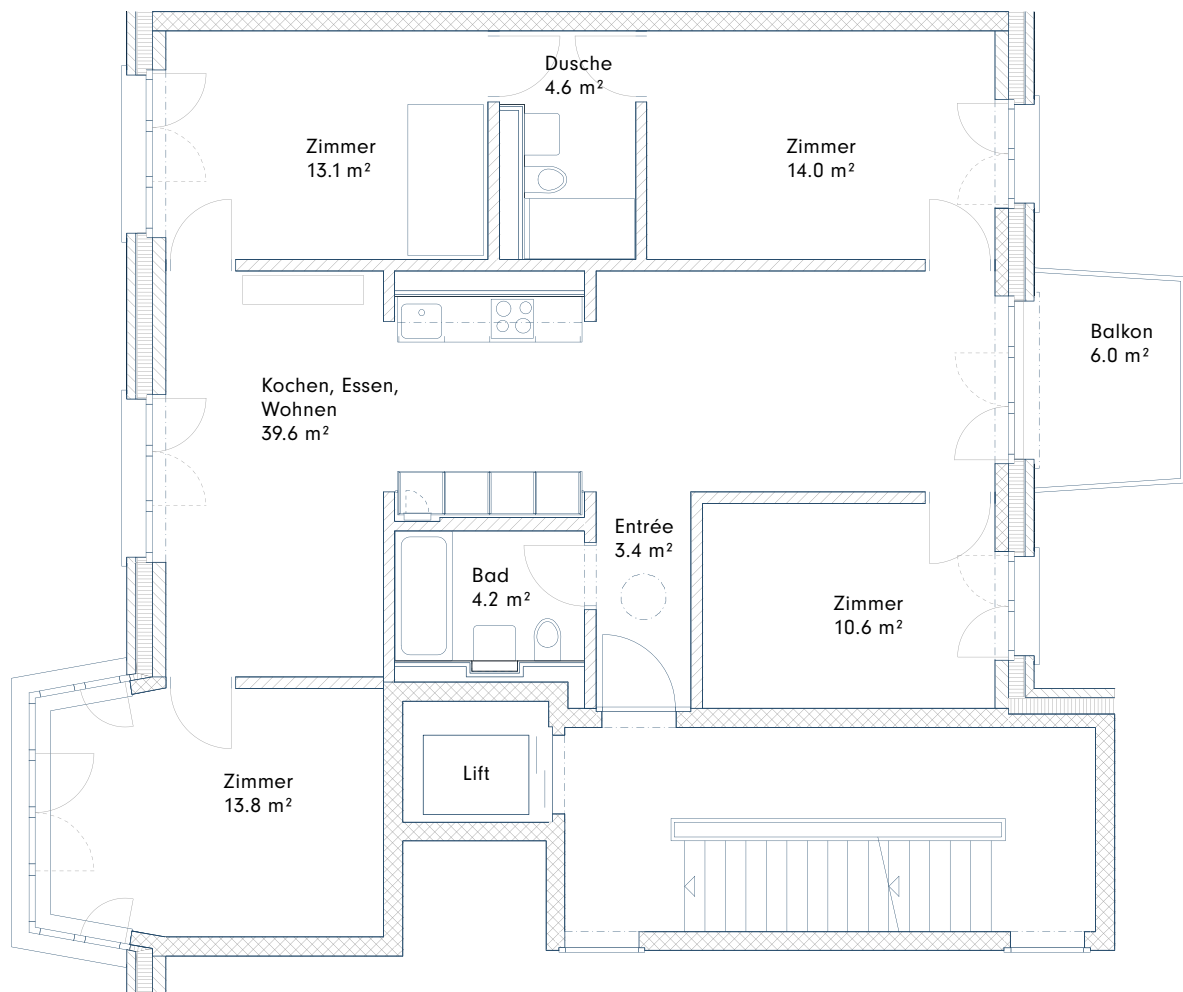 Dusche
4.6 m²
Zimmer
13.1 m²
Zimmer
14.0 m²
Balkon
6.0 m²
Kochen, Essen,
Wohnen
39.6 m²
Entrée
3.4 m²
Bad
4.2 m²
Zimmer
10.6 m²
Zimmer
13.8 m²
Lift